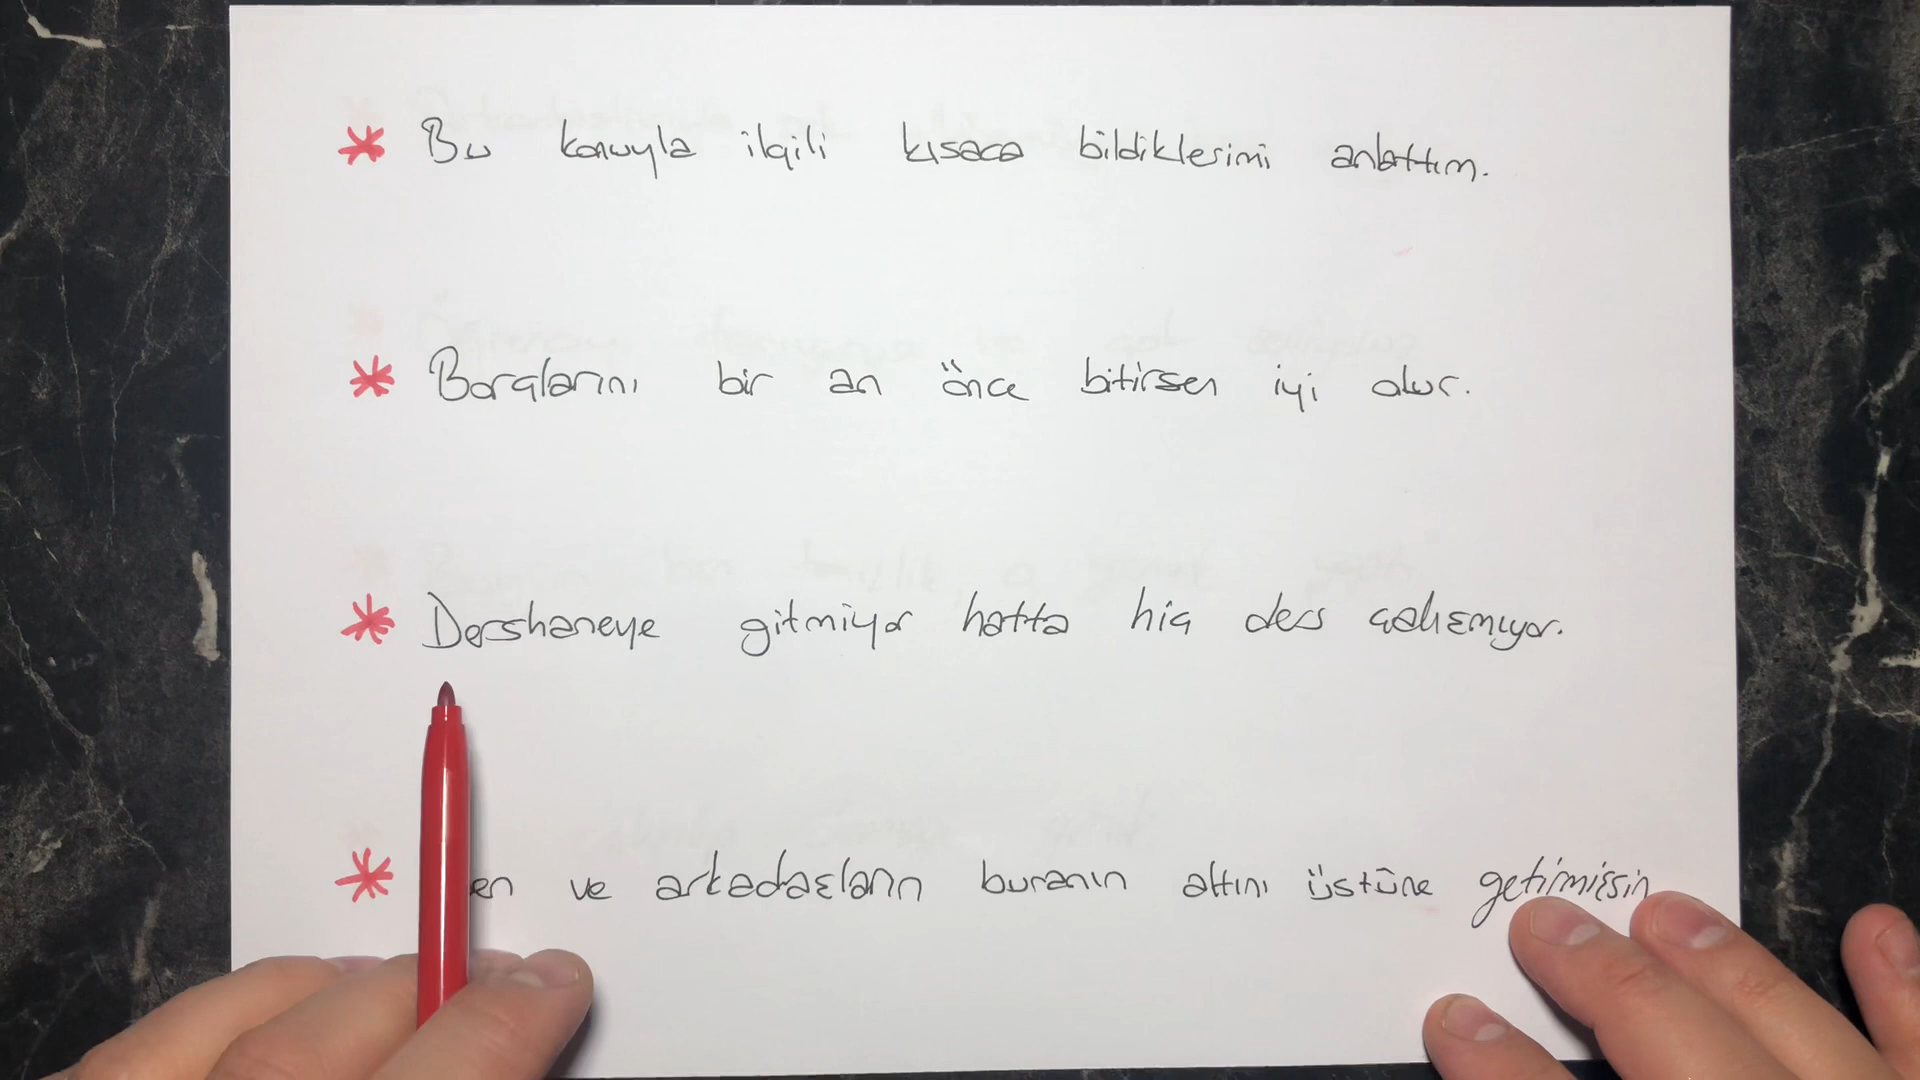 * Bu konuyla ilgili kısaca bildiklerimi anlattım.
* Borçlarını bir an önce bitirsen iyi olur.
* Dershaneye gitmiyor hatta hiç ders çalışmıyor.
* en ve arkadaşların buranın altını üstüne getirmişsin